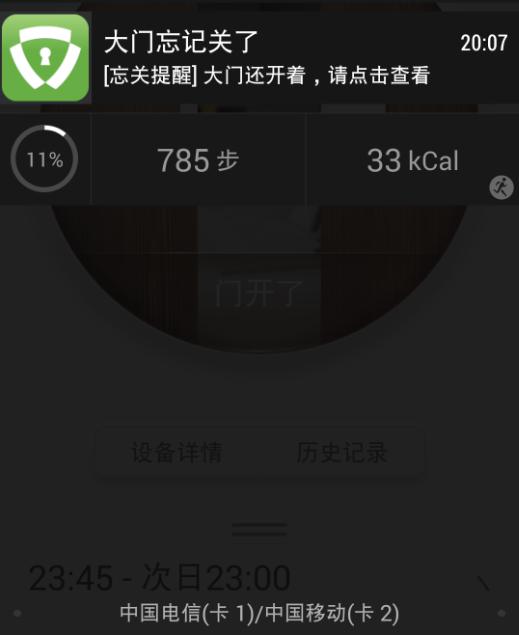 大门忘记关了
20:07
[忘关提醒] 大门还开着，请点击查看
11%
785 步
33 kCal
门开了
设备详情
历史记录
23:45 - 次日23:00
中国电信(卡 1)/中国移动(卡 2)